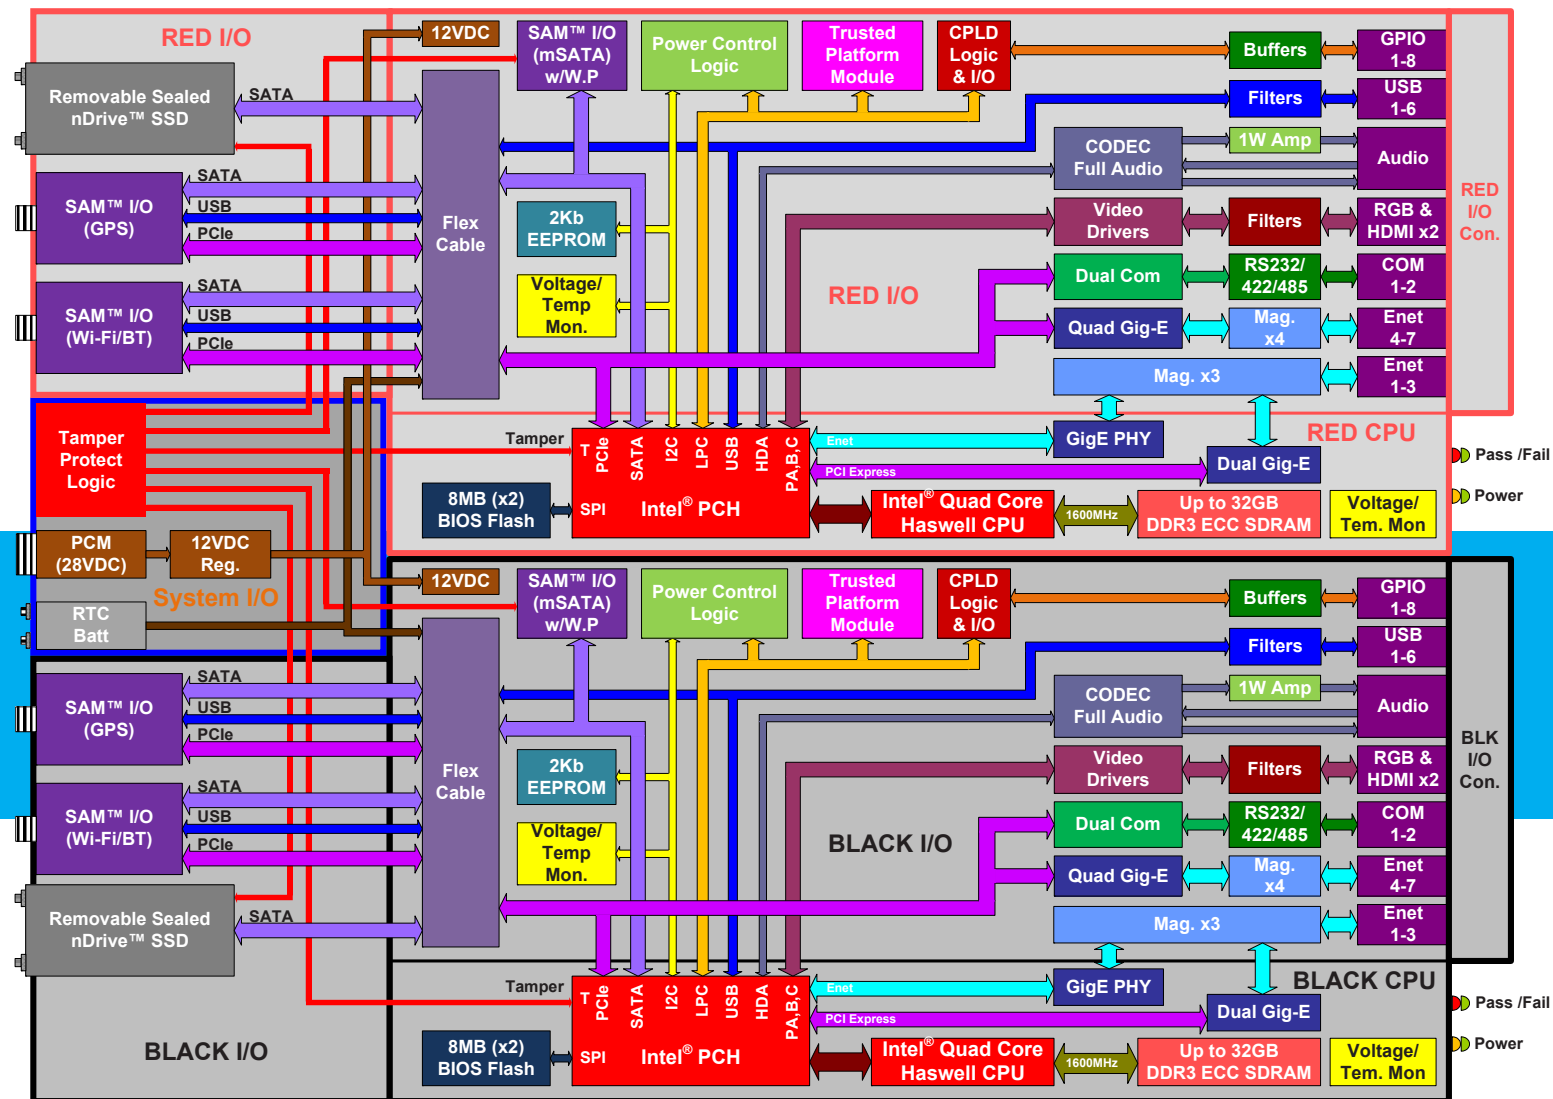 RED I/O
12VDC
SAM™ I/O
(mSATA)
w/W.P
Power Control
Logic
Trusted
Platform
Module
CPLD
Logic
& I/O
Buffers
GPIO
1-8
Removable Sealed
nDrive™ SSD
SATA
Filters
USB
1-6
CODEC
Full Audio
1W Amp
Audio
SAM™ I/O
(GPS)
SATA
USB
PCIe
Flex
Cable
2Kb
EEPROM
Video
Drivers
Filters
RGB &
HDMI x2
RED
I/O
Con.
Voltage/
Temp
Mon.
RED I/O
Dual Com
RS232/
422/485
COM
1-2
SAM™ I/O
(Wi-Fi/BT)
SATA
USB
PCIe
Quad Gig-E
Mag.
x4
Enet
4-7
Mag. x3
Enet
1-3
Tamper
Protect
Logic
Tamper
T
PCIe
SATA
I2C
LPC
USB
HDA
PA,B,C
Enet
GigE PHY
RED CPU
PCI Express
Dual Gig-E
Pass /Fail
8MB (x2)
BIOS Flash
SPI
Intel® PCH
Intel® Quad Core
Haswell CPU
1600MHz
Up to 32GB
DDR3 ECC SDRAM
Voltage/
Tem. Mon
Power
PCM
(28VDC)
12VDC
Reg.
System I/O
RTC
Batt
12VDC
SAM™ I/O
(mSATA)
w/W.P
Power Control
Logic
Trusted
Platform
Module
CPLD
Logic
& I/O
Buffers
GPIO
1-8
Filters
USB
1-6
CODEC
Full Audio
1W Amp
Audio
SAM™ I/O
(GPS)
SATA
USB
PCIe
Flex
Cable
2Kb
EEPROM
Video
Drivers
Filters
RGB &
HDMI x2
BLK
I/O
Con.
Voltage/
Temp
Mon.
BLACK I/O
Dual Com
RS232/
422/485
COM
1-2
SAM™ I/O
(Wi-Fi/BT)
SATA
USB
PCIe
Quad Gig-E
Mag.
x4
Enet
4-7
Removable Sealed
nDrive™ SSD
SATA
Mag. x3
Enet
1-3
Tamper
T
PCIe
SATA
I2C
LPC
USB
HDA
PA,B,C
Enet
GigE PHY
BLACK CPU
PCI Express
Dual Gig-E
Pass /Fail
BLACK I/O
8MB (x2)
BIOS Flash
SPI
Intel® PCH
Intel® Quad Core
Haswell CPU
1600MHz
Up to 32GB
DDR3 ECC SDRAM
Voltage/
Tem. Mon
Power